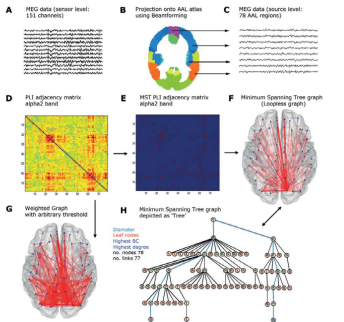 A MEG data (sensor level:
151 channels)
B Projection onto AAL atlas
using Beamforming
C MEG data (source level:
78 AAL regions)
D PLI adjacency matrix
alpha2 band
E MST PLI adjacency matrix
alpha2 band
F Minimum Spanning Tree graph
(Loopless graph)
G Weighted Graph
with arbitrary threshold
H Minimum Spanning Tree graph
depicted as 'Tree'
Diameter
Leaf nodes
Highest BC
Highest degree
no. nodes 78
no. links 77